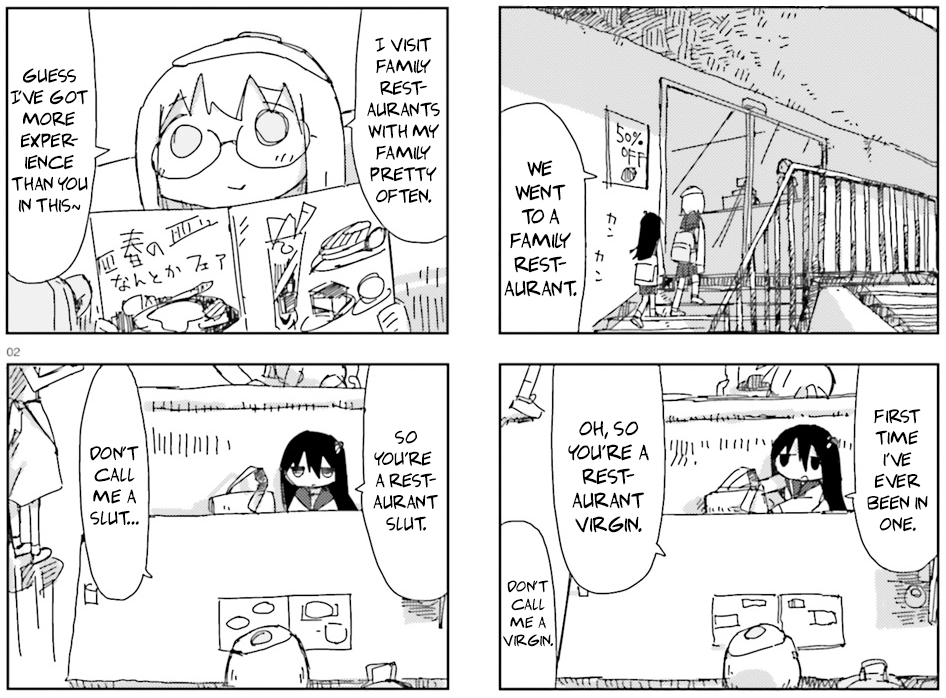 WE
WENT
TO A
FAMILY
REST-
AURANT.
50%
OFF
カン
カン
FIRST
TIME
I'VE
EVER
BEEN IN
ONE.
OH, SO
YOU'RE A
REST-
AURANT
VIRGIN.
DON'T
CALL
ME A
VIRGIN.
I VISIT
FAMILY
REST-
AURANTS
WITH MY
FAMILY
PRETTY
OFTEN.
GUESS
I'VE GOT
MORE
EXPER-
IENCE
THAN YOU
IN THIS~
春の
なんとかフェア
02
SO
YOU'RE
A REST-
AURANT
SLUT.
DON'T
CALL
ME A
SLUT...